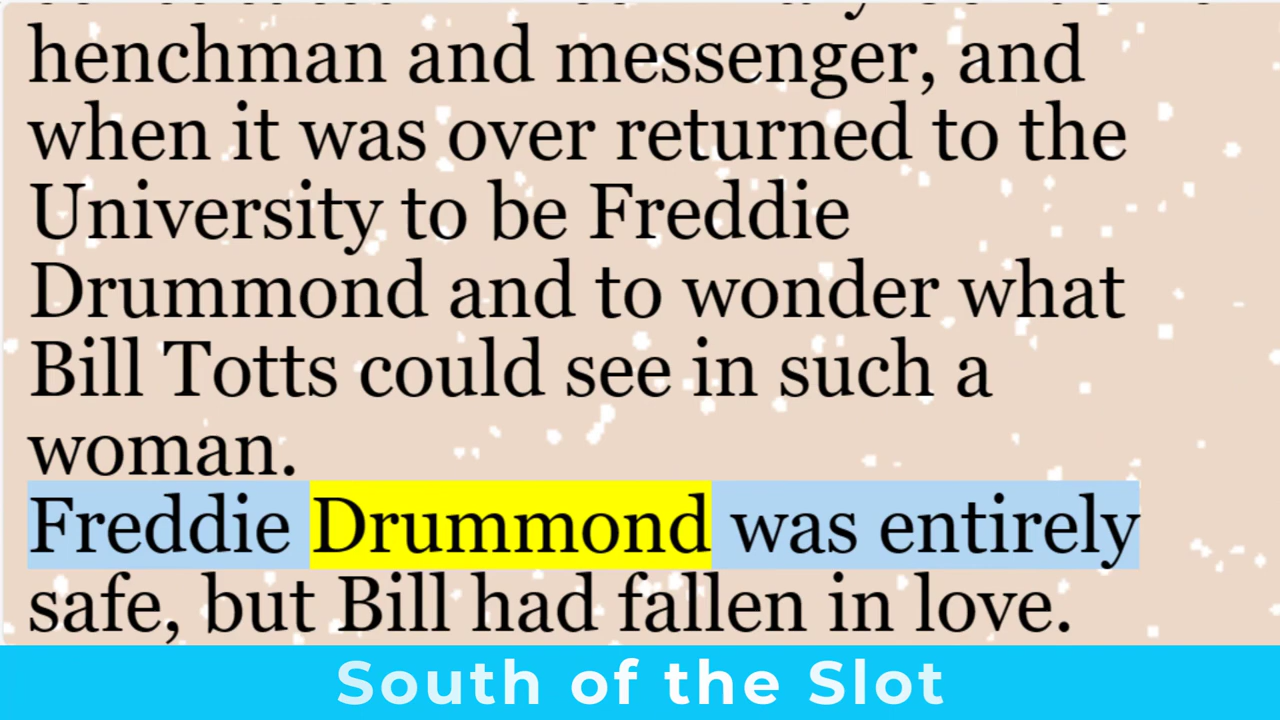 henchman and messenger, and
when it was over returned to the
University to be Freddie
Drummond and to wonder what
Bill Totts could see in such a
woman.
Freddie Drummond was entirely
safe, but Bill had fallen in love.
South of the Slot